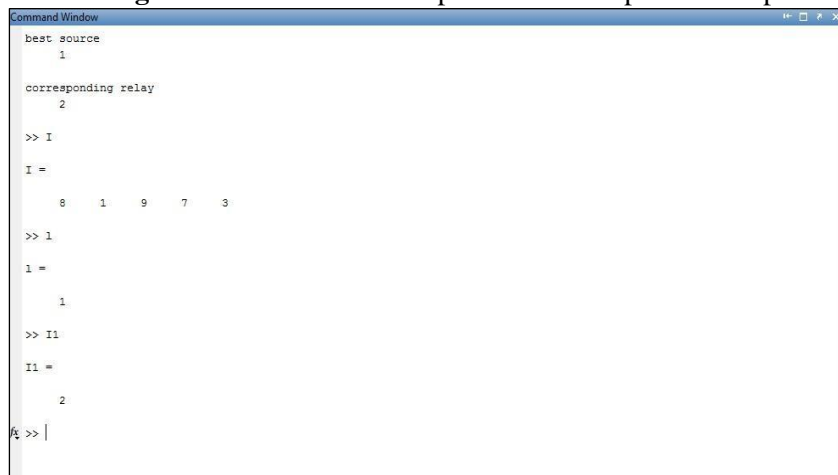 Command Window
best source
1
corresponding relay
2
>> I
I =
8 1 9 7 3
>> l
l =
1
>> I1
I1 =
2
fx >>